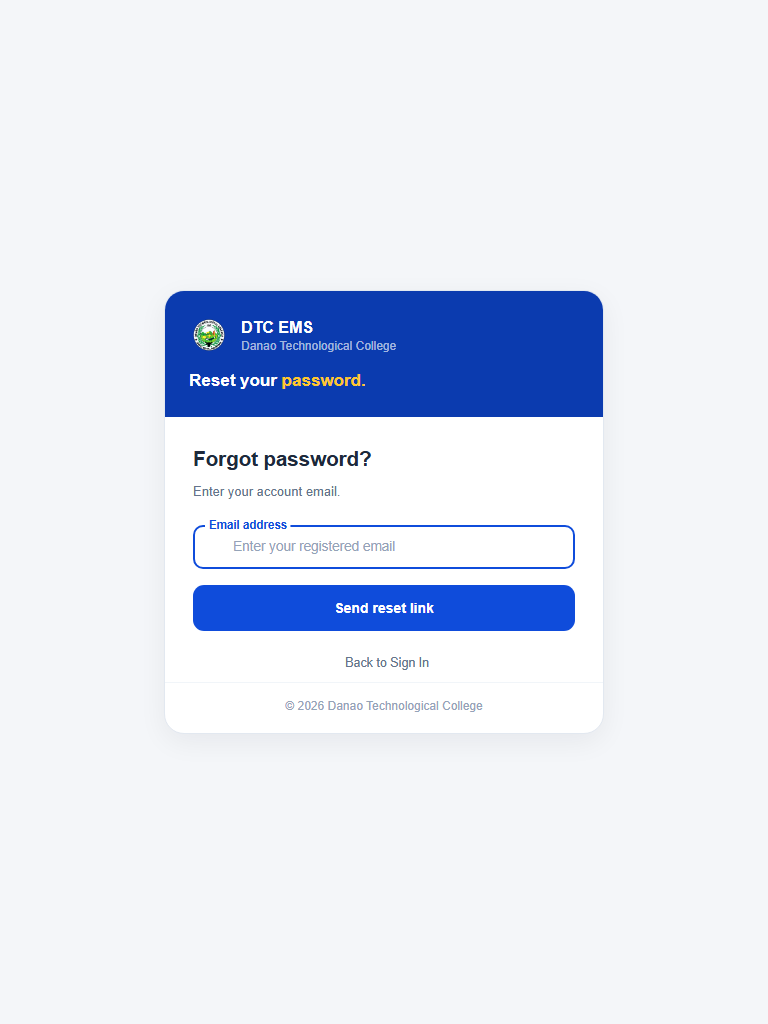 DTC EMS
Danao Technological College
Reset your password.
Forgot password?
Enter your account email.
Email address
Enter your registered email
Send reset link
Back to Sign In
© 2026 Danao Technological College